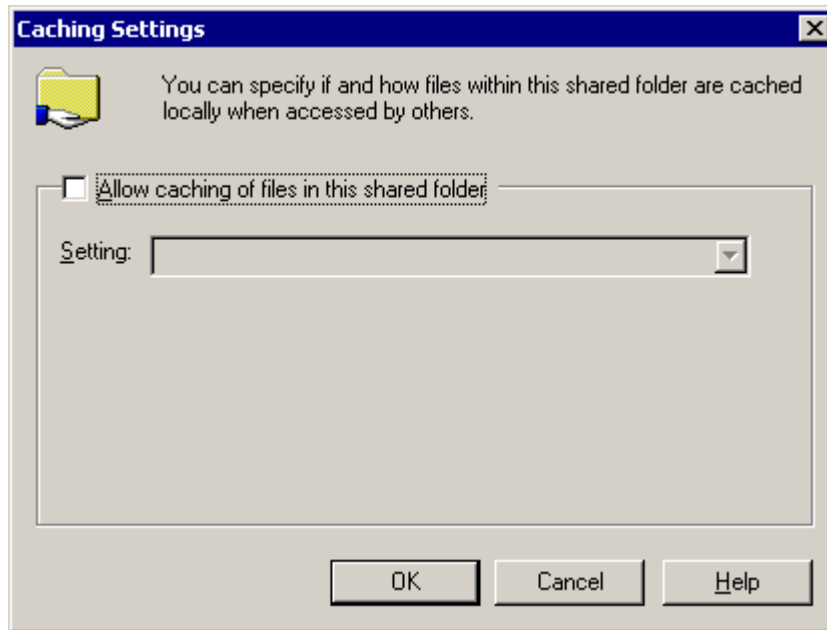 Caching Settings
You can specify if and how files within this shared folder are cached
locally when accessed by others.
Allow caching of files in this shared folder
Setting:
OK Cancel Help